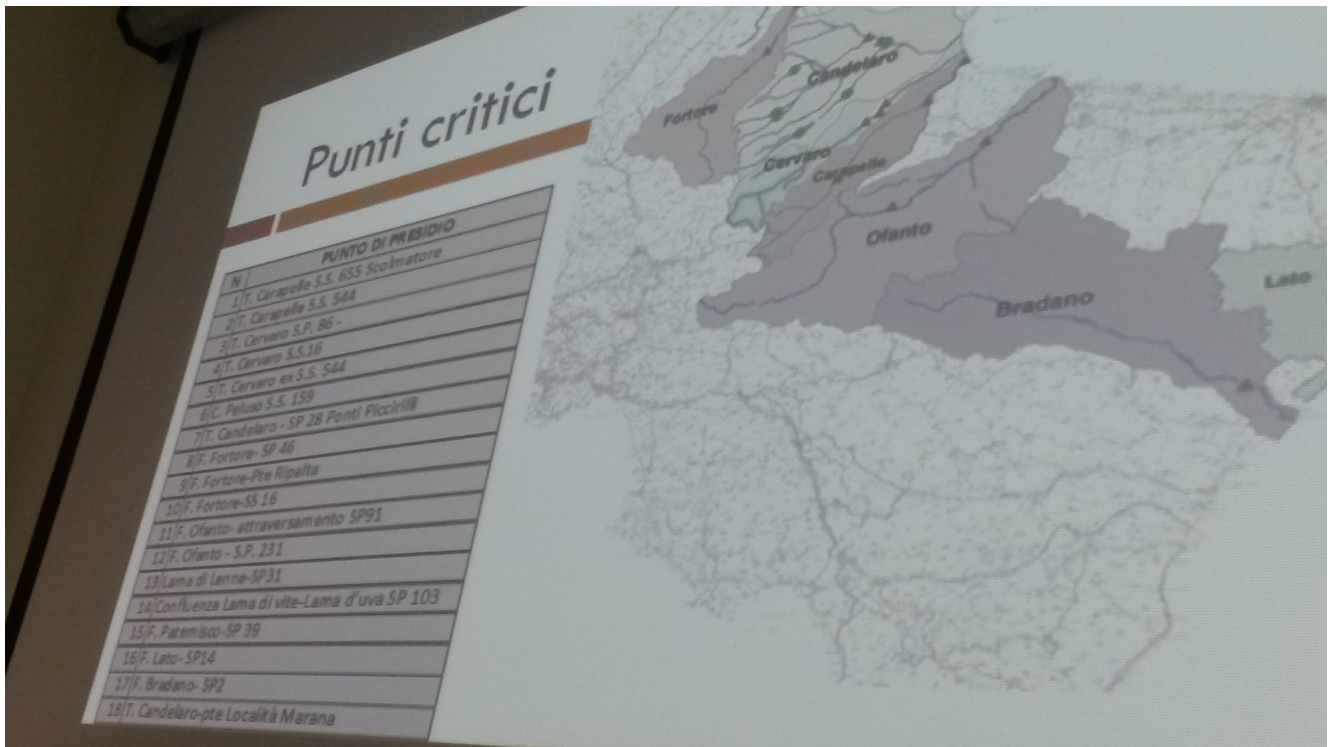 Punti critici
N PUNTO DI PRESIDIO
1 T. Carapelle S.S. 655 Scolmatore
2 T. Carapelle S.S. 544
3 T. Cervaro S.P. 86 -
4 T. Cervaro S.S.16
5 T. Cervaro ex S.S. 544
6 C. Peluso S.S. 159
7 T. Candelaro - SP 28 Ponti Piccirilli
8 F. Fortore- SP 46
9 F. Fortore-Pte Ripalta
10 F. Fortore-SS 16
11 F. Ofanto- attraversamento SP91
12 F. Ofanto - S.P. 231
13 Lama di Lenne-SP31
14 Confluenza Lama di vite-Lama d'uva SP 103
15 F. Patemisco-SP 39
16 F. Lato- SP14
17 F. Bradano- SP2
18 T. Candelaro-pte Località Marana
Fortore
Candelaro
Cervaro
Carapelle
Ofanto
Bradano
Lato